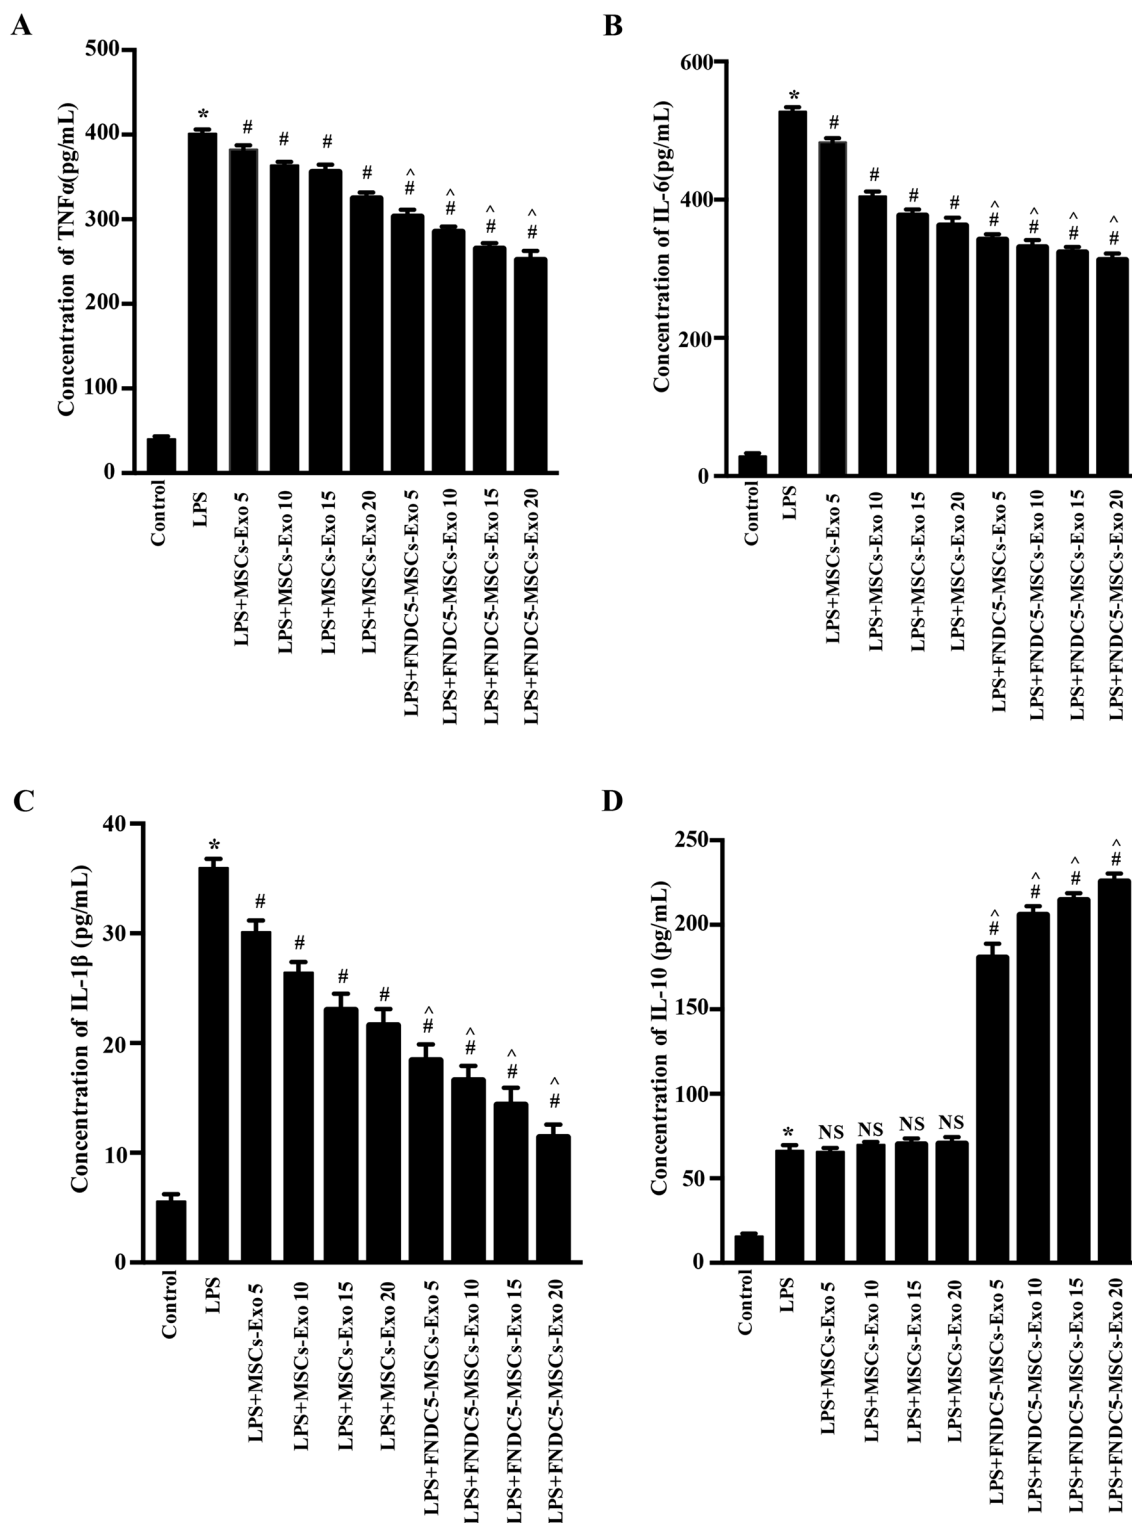 A
Concentration of TNFα(pg/mL)
500
400
300
200
100
0
*
#
#
#
#
^
#
^
#
^
#
^
#
Control
LPS
LPS+MSCs-Exo 5
LPS+MSCs-Exo 10
LPS+MSCs-Exo 15
LPS+MSCs-Exo 20
LPS+FNDC5-MSCs-Exo 5
LPS+FNDC5-MSCs-Exo 10
LPS+FNDC5-MSCs-Exo 15
LPS+FNDC5-MSCs-Exo 20
B
Concentration of IL-6(pg/mL)
600
400
200
0
*
#
#
#
#
^
#
^
#
^
#
^
#
Control
LPS
LPS+MSCs-Exo 5
LPS+MSCs-Exo 10
LPS+MSCs-Exo 15
LPS+MSCs-Exo 20
LPS+FNDC5-MSCs-Exo 5
LPS+FNDC5-MSCs-Exo 10
LPS+FNDC5-MSCs-Exo 15
LPS+FNDC5-MSCs-Exo 20
C
Concentration of IL-1β (pg/mL)
40
30
20
10
0
*
#
#
#
#
^
#
^
#
^
#
^
#
Control
LPS
LPS+MSCs-Exo 5
LPS+MSCs-Exo 10
LPS+MSCs-Exo 15
LPS+MSCs-Exo 20
LPS+FNDC5-MSCs-Exo 5
LPS+FNDC5-MSCs-Exo 10
LPS+FNDC5-MSCs-Exo 15
LPS+FNDC5-MSCs-Exo 20
D
Concentration of IL-10 (pg/mL)
250
200
150
100
50
0
*
NS
NS
NS
NS
^
#
^
#
^
#
^
#
Control
LPS
LPS+MSCs-Exo 5
LPS+MSCs-Exo 10
LPS+MSCs-Exo 15
LPS+MSCs-Exo 20
LPS+FNDC5-MSCs-Exo 5
LPS+FNDC5-MSCs-Exo 10
LPS+FNDC5-MSCs-Exo 15
LPS+FNDC5-MSCs-Exo 20